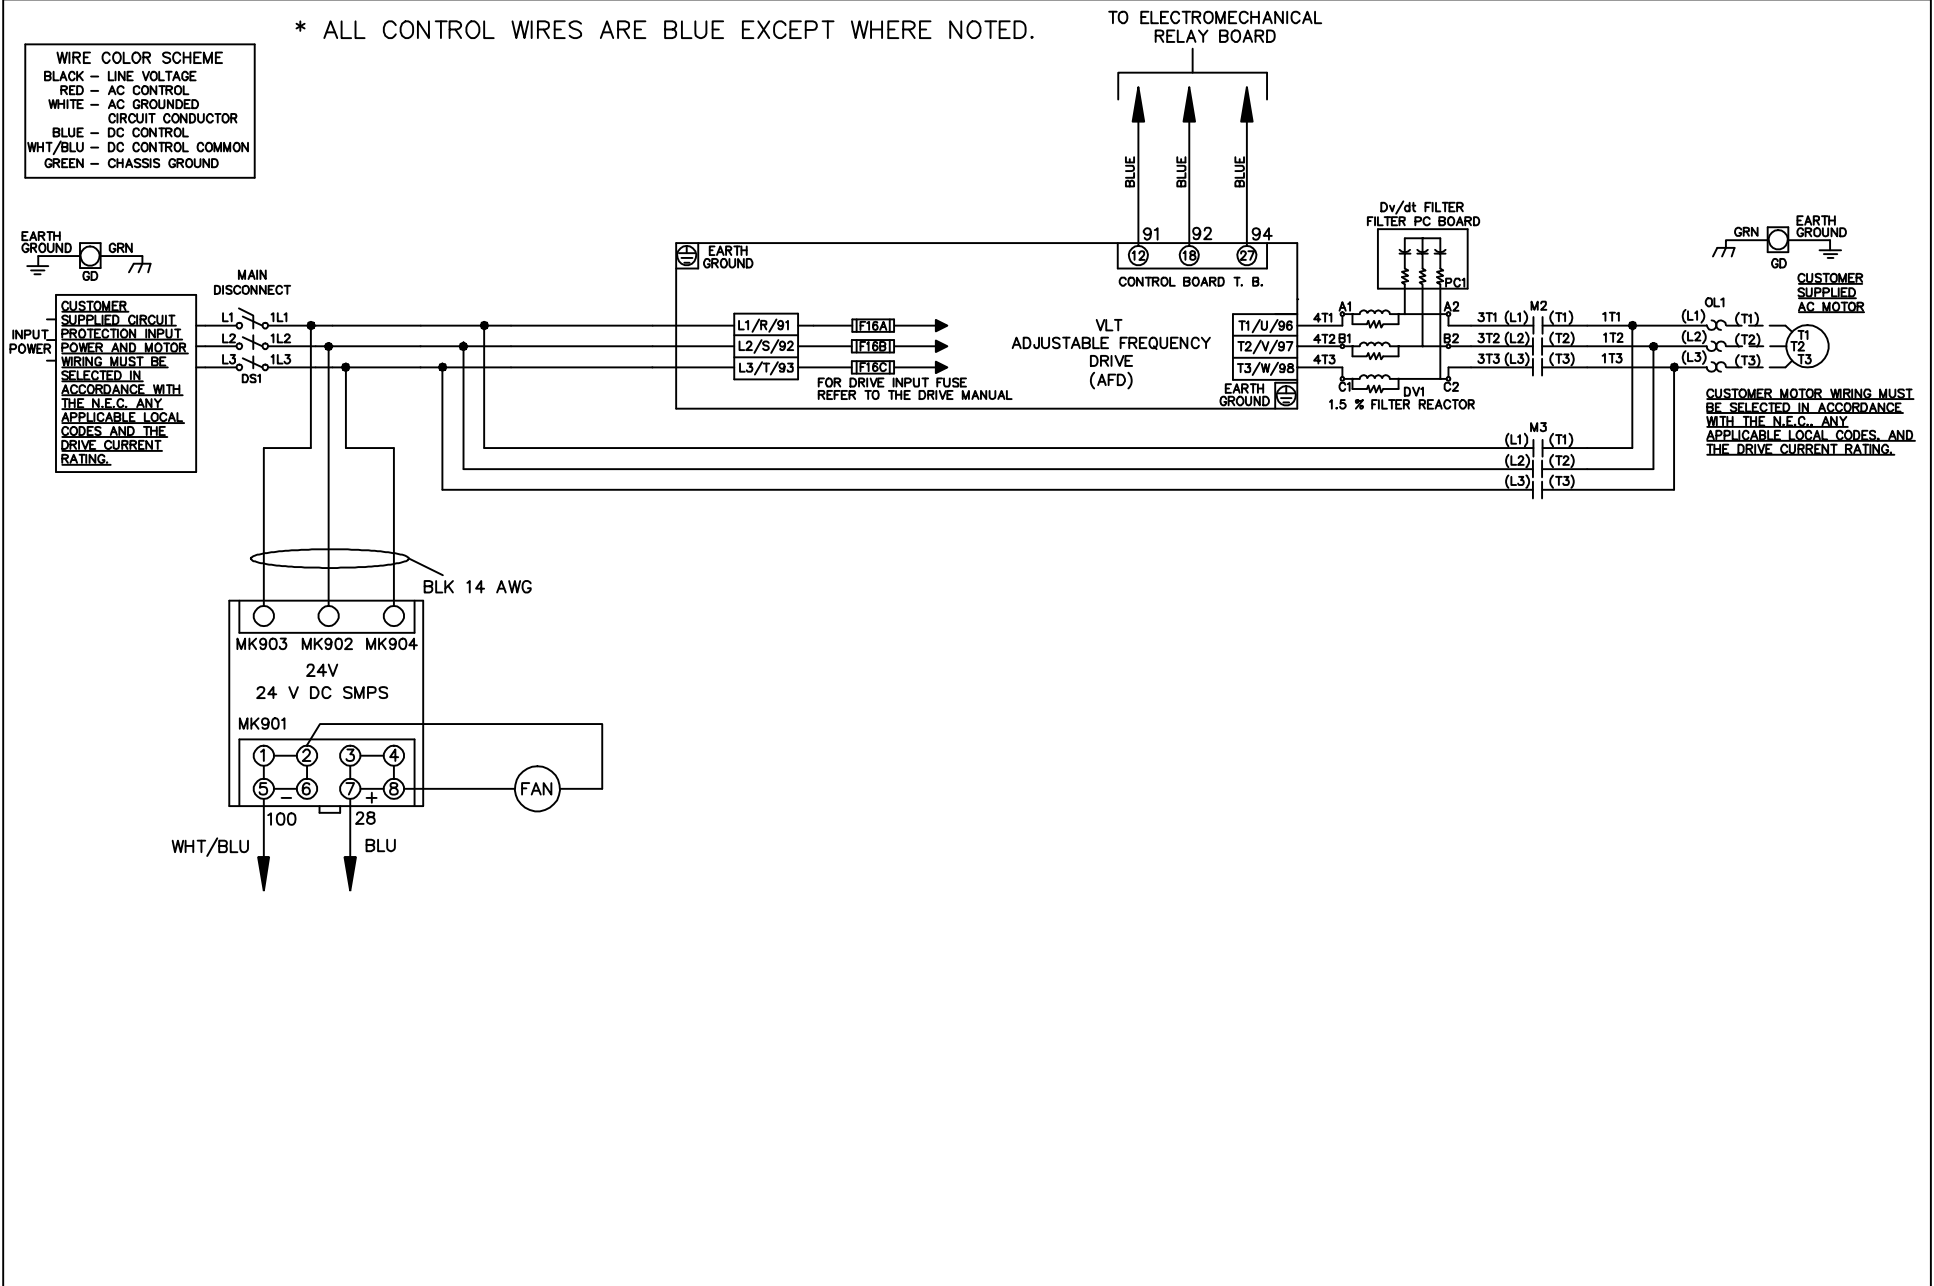 * ALL CONTROL WIRES ARE BLUE EXCEPT WHERE NOTED.
WIRE COLOR SCHEME
BLACK – LINE VOLTAGE
RED – AC CONTROL
WHITE – AC GROUNDED
CIRCUIT CONDUCTOR
BLUE – DC CONTROL
WHT/BLU – DC CONTROL COMMON
GREEN – CHASSIS GROUND
TO ELECTROMECHANICAL
RELAY BOARD
BLUE
BLUE
BLUE
91 92 94
12 18 27
CONTROL BOARD T. B.
EARTH
GROUND
GRN
GD
INPUT
POWER
CUSTOMER
SUPPLIED CIRCUIT
PROTECTION INPUT
POWER AND MOTOR
WIRING MUST BE
SELECTED IN
ACCORDANCE WITH
THE N.E.C. ANY
APPLICABLE LOCAL
CODES AND THE
DRIVE CURRENT
RATING.
MAIN
DISCONNECT
L1 1L1
L2 1L2
L3 1L3
DS1
EARTH
GROUND
L1/R/91
L2/S/92
L3/T/93
F16A
F16B
F16C
FOR DRIVE INPUT FUSE
REFER TO THE DRIVE MANUAL
VLT
ADJUSTABLE FREQUENCY
DRIVE
(AFD)
T1/U/96
T2/V/97
T3/W/98
EARTH
GROUND
Dv/dt FILTER
FILTER PC BOARD
PC1
4T1 A1 A2
4T2 B1 B2
4T3
C1 C2
DV1
1.5 % FILTER REACTOR
M2
3T1 (L1) (T1) 1T1
3T2 (L2) (T2) 1T2
3T3 (L3) (T3) 1T3
M3
(L1) (T1)
(L2) (T2)
(L3) (T3)
OL1
(L1) (T1)
(L2) (T2)
(L3) (T3)
T1
T2
T3
GRN
GD
EARTH
GROUND
CUSTOMER
SUPPLIED
AC MOTOR
CUSTOMER MOTOR WIRING MUST
BE SELECTED IN ACCORDANCE
WITH THE N.E.C., ANY
APPLICABLE LOCAL CODES, AND
THE DRIVE CURRENT RATING.
BLK 14 AWG
MK903 MK902 MK904
24V
24 V DC SMPS
MK901
1 2 3 4
5 – 6 7 + 8
FAN
100 28
WHT/BLU BLU